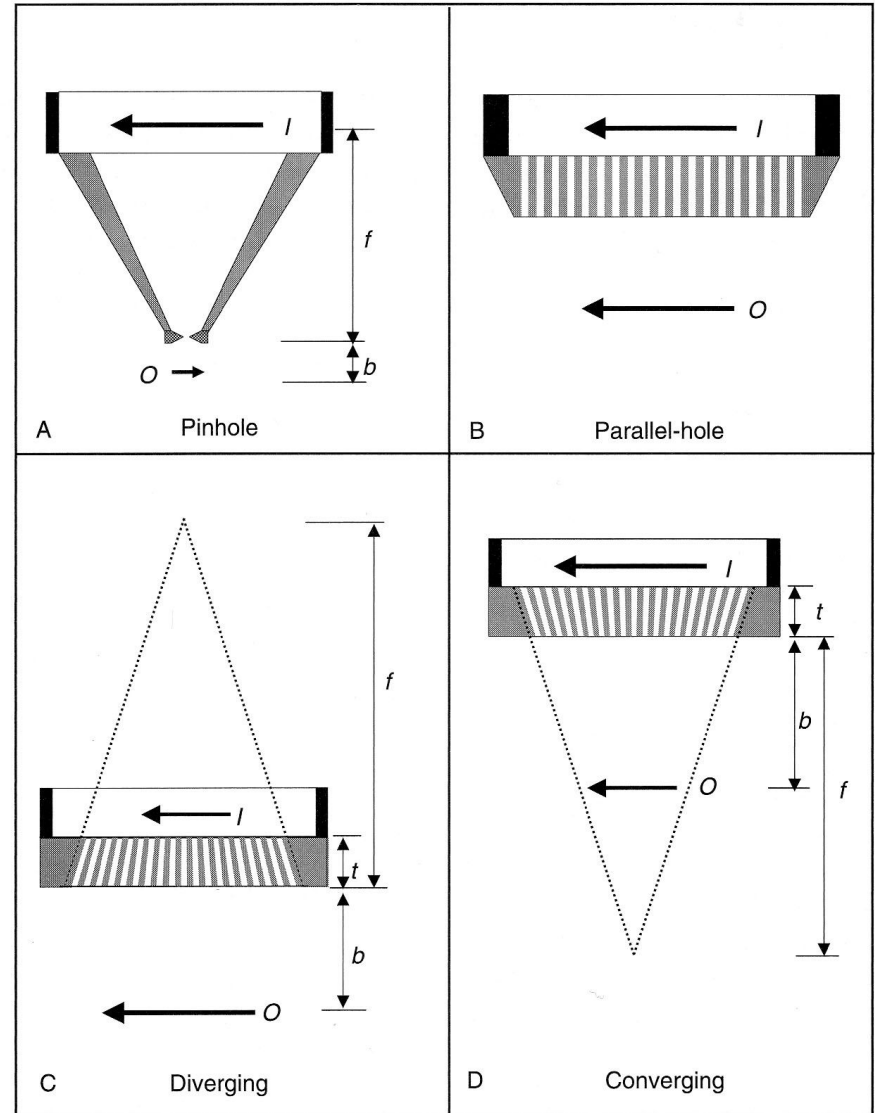 I
f
O
b
A
Pinhole
I
O
B
Parallel-hole
f
I
t
b
O
C
Diverging
I
t
b
O
f
D
Converging